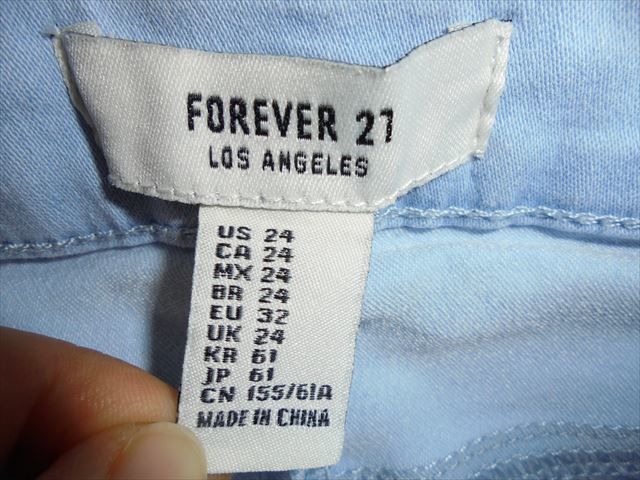 FOREVER 21
LOS ANGELES
US 24
CA 24
MX 24
BR 24
EU 32
UK 24
KR 61
JP 61
CN 155/61A
MADE IN CHINA